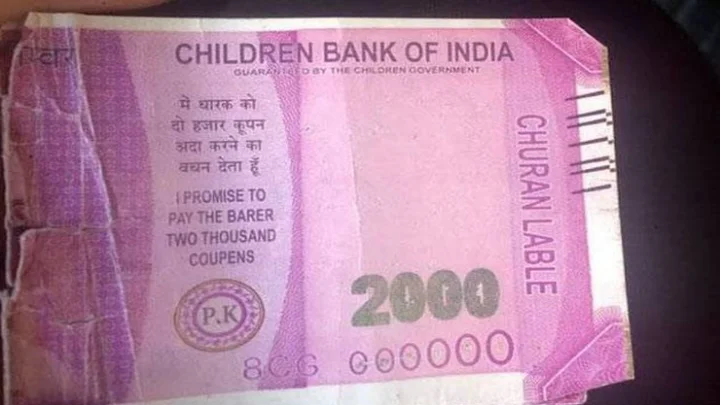 CHILDREN BANK OF INDIA
GUARANTEED BY THE CHILDREN GOVERNMENT
मे धारक को
दो हजार कूपन
अदा करने का
वचन देता हूँ
I PROMISE TO
PAY THE BARER
TWO THOUSAND
COUPENS
P.K
2000
8CG 000000
CHURAN LABLE